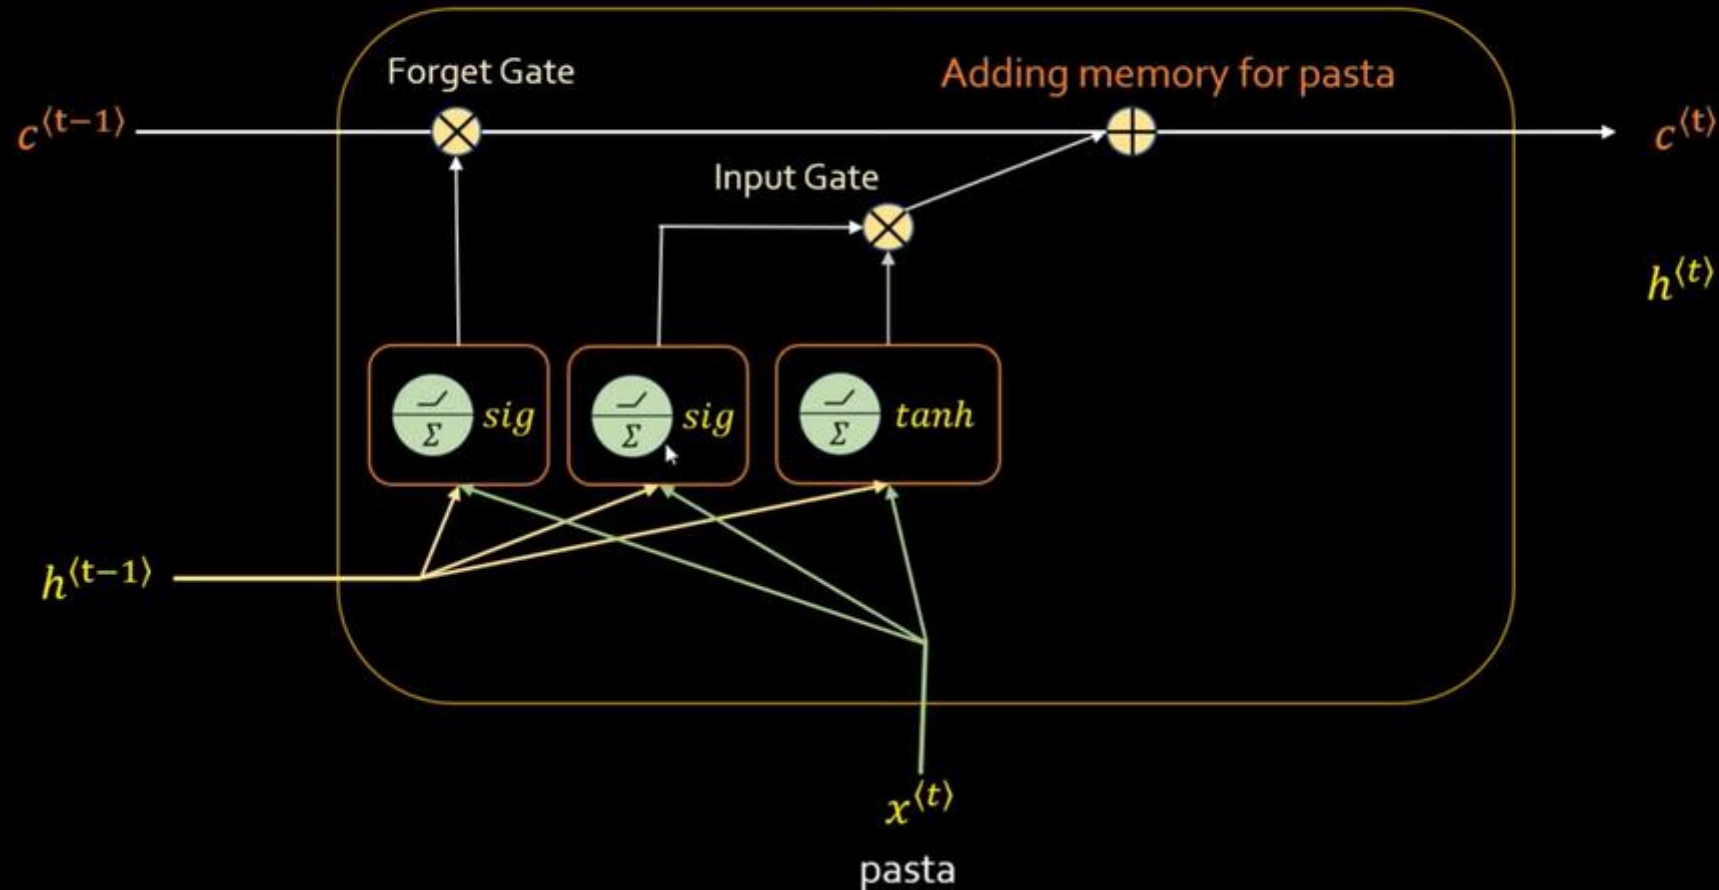 Forget Gate
Adding memory for pasta
c⟨t−1⟩
c⟨t⟩
Input Gate
h⟨t⟩
Σ sig
Σ sig
Σ tanh
h⟨t−1⟩
x⟨t⟩
pasta